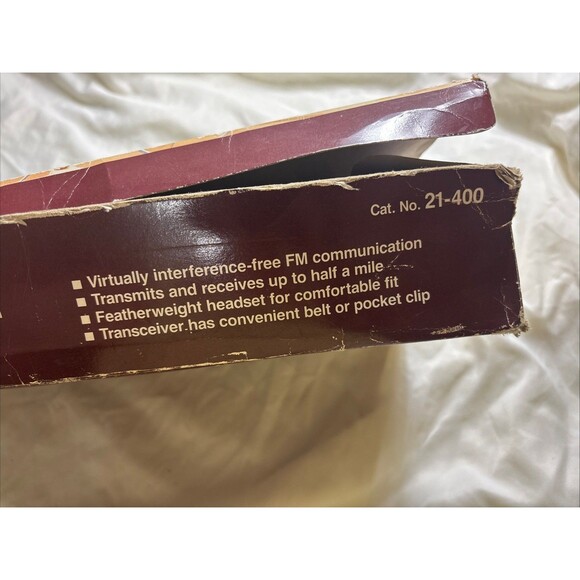 Cat. No. 21-400
■ Virtually interference-free FM communication
■ Transmits and receives up to half a mile
■ Featherweight headset for comfortable fit
■ Transceiver has convenient belt or pocket clip